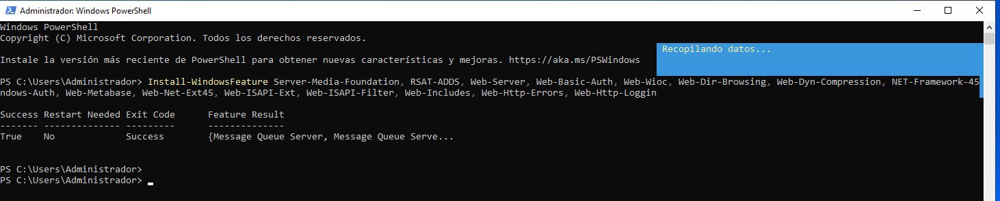 Administrador: Windows PowerShell
Windows PowerShell
Copyright (C) Microsoft Corporation. Todos los derechos reservados.
Recopilando datos...
Instale la versión más reciente de PowerShell para obtener nuevas características y mejoras. https://aka.ms/PSWindows
PS C:\Users\Administrador> Install-WindowsFeature Server-Media-Foundation, RSAT-ADDS, Web-Server, Web-Basic-Auth, Web-Wioc, Web-Dir-Browsing, Web-Dyn-Compression, NET-Framework-45
ndows-Auth, Web-Metabase, Web-Net-Ext45, Web-ISAPI-Ext, Web-ISAPI-Filter, Web-Includes, Web-Http-Errors, Web-Http-Loggin
Success Restart Needed Exit Code      Feature Result
------- -------------- ---------      --------------
True    No             Success        {Message Queue Server, Message Queue Serve...
PS C:\Users\Administrador>
PS C:\Users\Administrador>